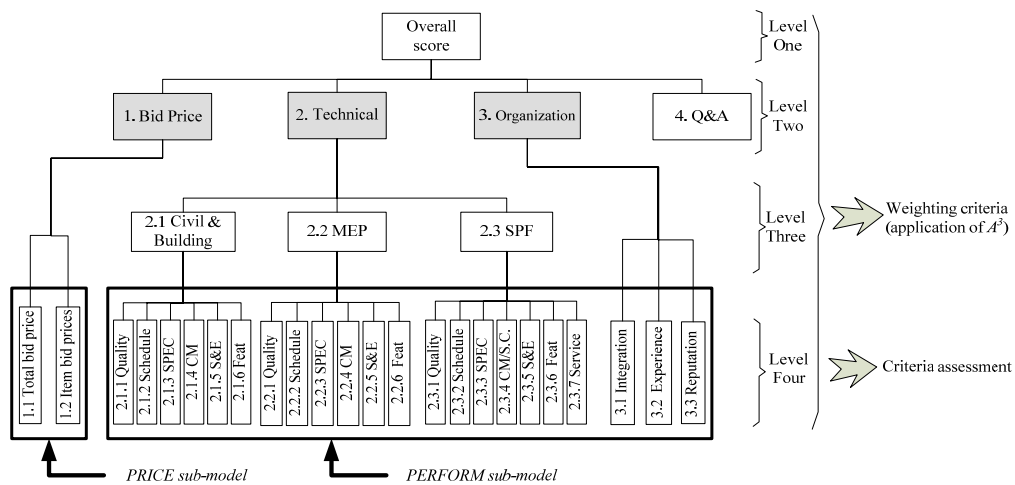 Overall
score
Level
One
1. Bid Price
2. Technical
3. Organization
4. Q&A
Level
Two
2.1 Civil &
Building
2.2 MEP
2.3 SPF
Level
Three
Weighting criteria
(application of A³)
1.1 Total bid price
1.2 Item bid prices
2.1.1 Quality
2.1.2 Schedule
2.1.3 SPEC
2.1.4 CM
2.1.5 S&E
2.1.6 Feat
2.2.1 Quality
2.2.2 Schedule
2.2.3 SPEC
2.2.4 CM
2.2.5 S&E
2.2.6 Feat
2.3.1 Quality
2.3.2 Schedule
2.3.3 SPEC
2.3.4 CM/S.C.
2.3.5 S&E
2.3.6 Feat
2.3.7 Service
3.1 Integration
3.2 Experience
3.3 Reputation
Level
Four
Criteria assessment
PRICE sub-model
PERFORM sub-model